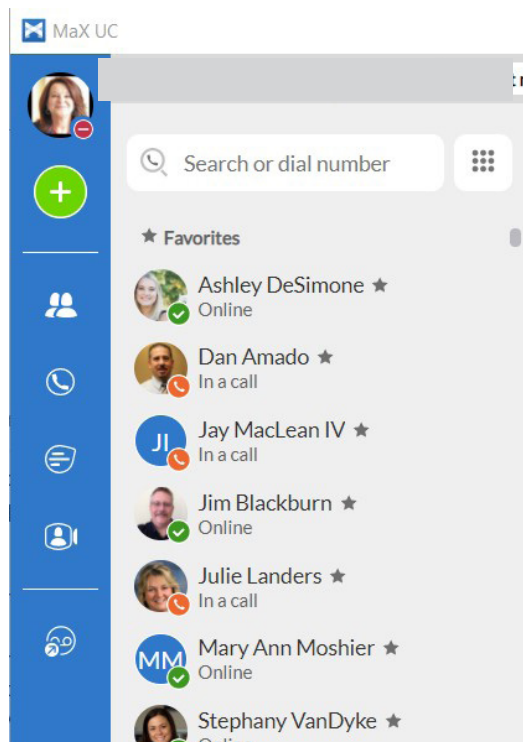 MaX UC
Search or dial number
Favorites
Ashley DeSimone
Online
Dan Amado
In a call
JI
Jay MacLean IV
In a call
Jim Blackburn
Online
Julie Landers
In a call
MM
Mary Ann Moshier
Online
Stephany VanDyke